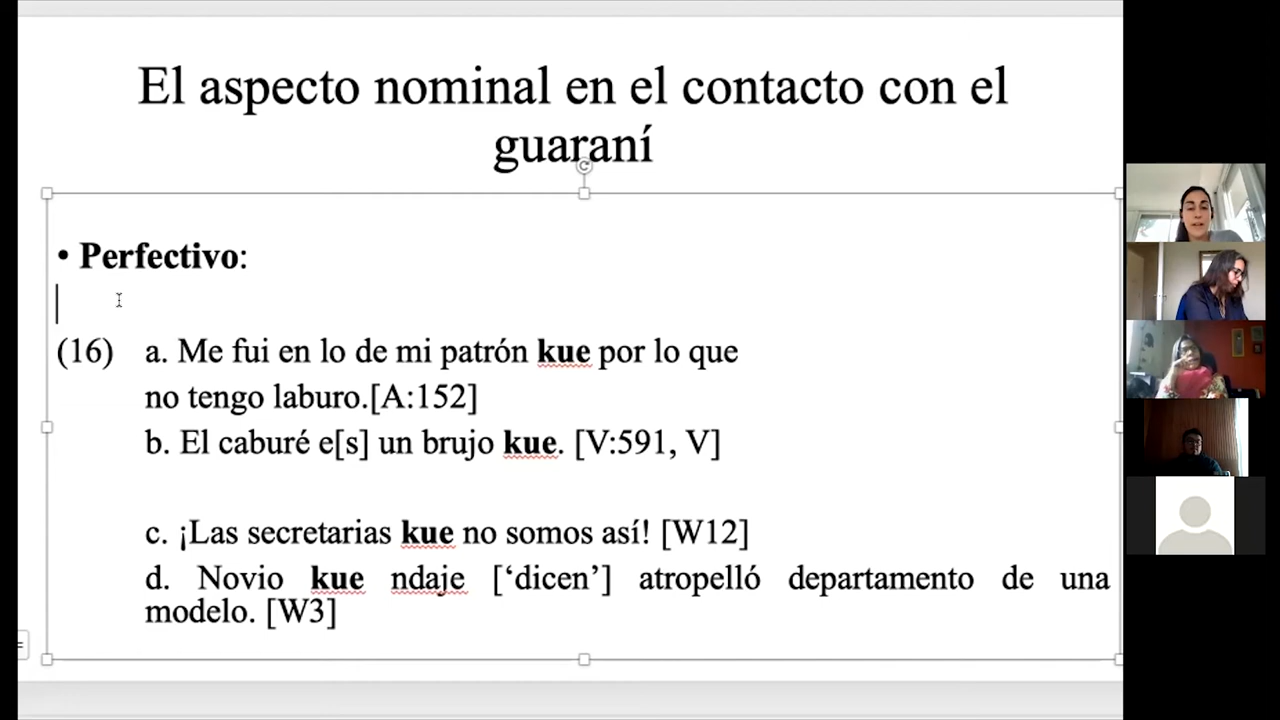 El aspecto nominal en el contacto con el
guaraní
• Perfectivo:
(16) a. Me fui en lo de mi patrón kue por lo que
no tengo laburo.[A:152]
b. El caburé e[s] un brujo kue. [V:591, V]
c. ¡Las secretarias kue no somos así! [W12]
d. Novio kue ndaje [‘dicen’] atropelló departamento de una
modelo. [W3]